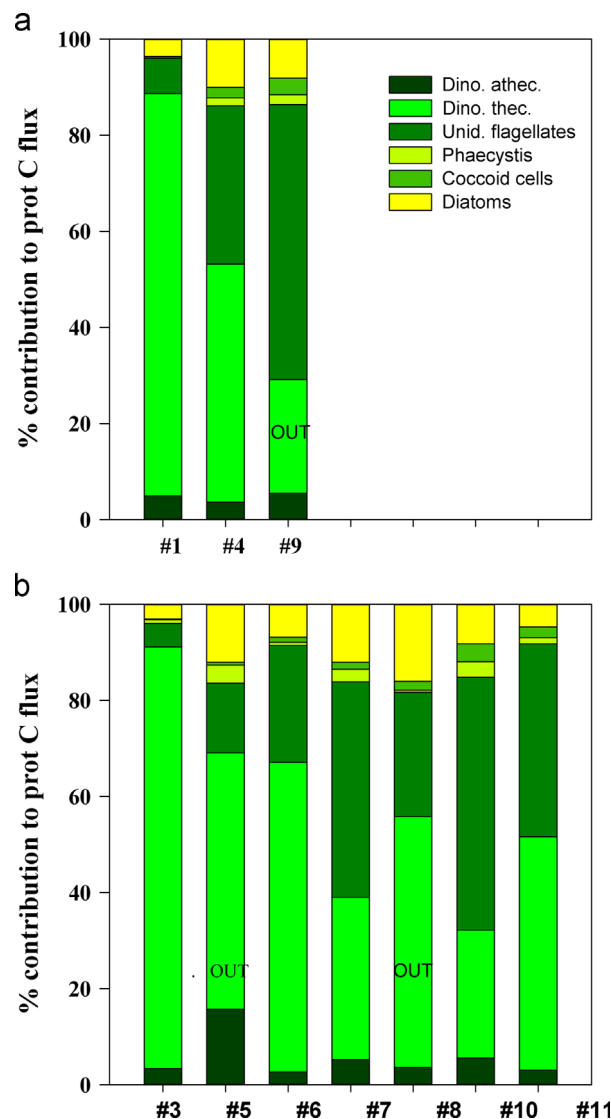 a
100
80
60
40
20
0
% contribution to prot C flux
Dino. athec.
Dino. thec.
Unid. flagellates
Phaecystis
Coccoid cells
Diatoms
OUT
#1 #4 #9
b
100
80
60
40
20
0
% contribution to prot C flux
. OUT OUT
#3 #5 #6 #7 #8 #10 #11